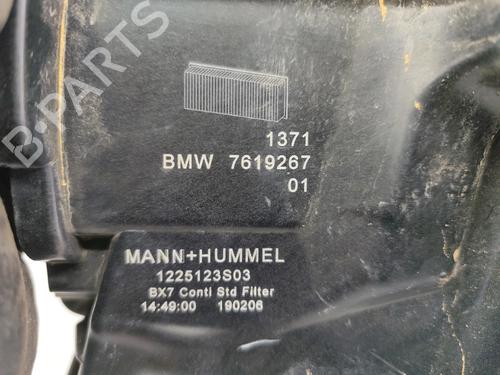 B-PARTS
1371
BMW 7619267
01
MANN+HUMMEL
1225123S03
BX7 Conti Std Filter
14:49:00 190206